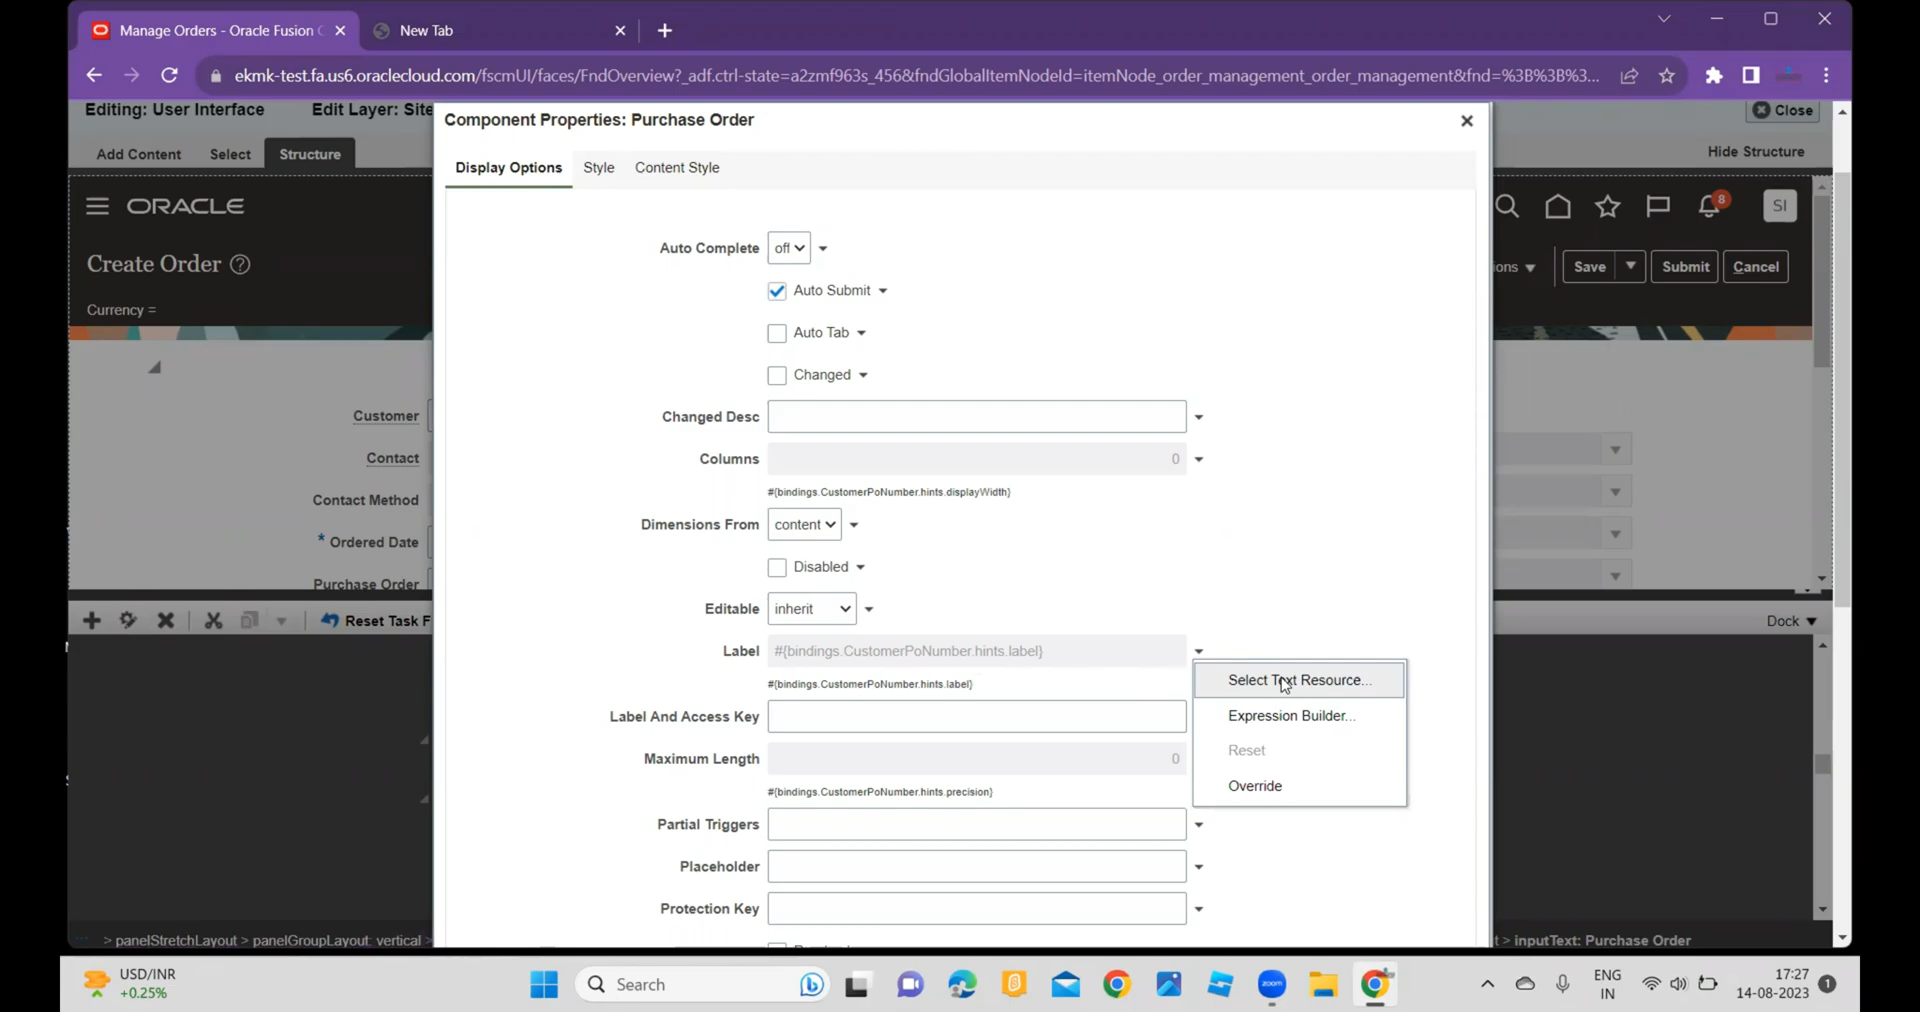 Manage Orders - Oracle Fusion C
New Tab
ekmk-test.fa.us6.oraclecloud.com/fscmUI/faces/FndOverview?_adf.ctrl-state=a2zmf963s_456&fndGlobalItemNodeId=itemNode_order_management_order_management&fnd=%3B%3B%3...
Editing: User Interface
Edit Layer: Site
Close
Component Properties: Purchase Order
Add Content
Select
Structure
Hide Structure
Display Options
Style
Content Style
ORACLE
8
SI
Create Order
ons
Save
Submit
Cancel
Currency =
Auto Complete
off
Auto Submit
Auto Tab
Changed
Customer
Changed Desc
Contact
Columns
0
#{bindings.CustomerPoNumber.hints.displayWidth}
Contact Method
Dimensions From
content
* Ordered Date
Disabled
Purchase Order
Editable
inherit
Reset Task F
Dock
Label
#{bindings.CustomerPoNumber.hints.label}
#{bindings.CustomerPoNumber.hints.label}
Select Text Resource...
Label And Access Key
Expression Builder...
Reset
Maximum Length
0
Override
#{bindings.CustomerPoNumber.hints.precision}
Partial Triggers
Placeholder
Protection Key
> panelStretchLayout > panelGroupLayout: vertical >
t > inputText: Purchase Order
USD/INR
+0.25%
Search
zoom
ENG
IN
17:27
14-08-2023
1